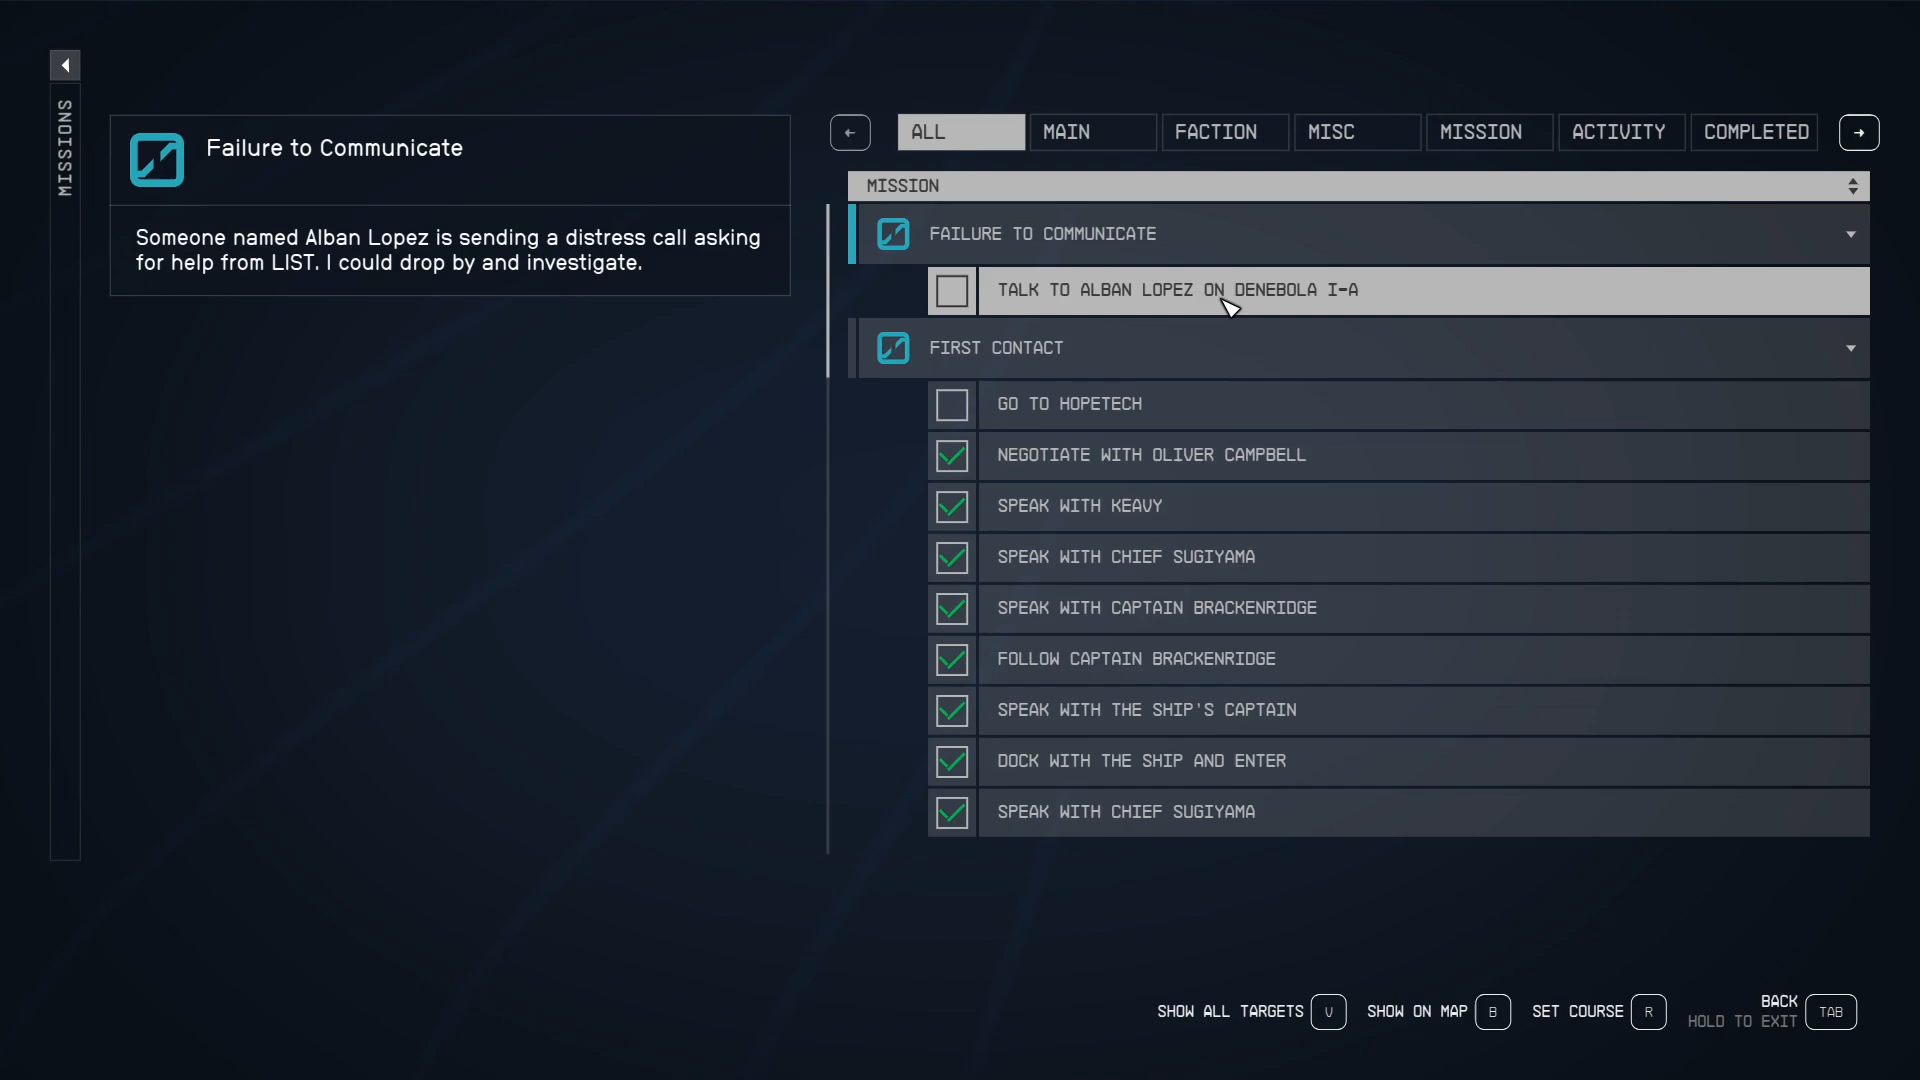 MISSIONS
Failure to Communicate
Someone named Alban Lopez is sending a distress call asking
for help from LIST. I could drop by and investigate.
ALL MAIN FACTION MISC MISSION ACTIVITY COMPLETED
MISSION
FAILURE TO COMMUNICATE
TALK TO ALBAN LOPEZ ON DENEBOLA I-A
FIRST CONTACT
GO TO HOPETECH
NEGOTIATE WITH OLIVER CAMPBELL
SPEAK WITH KEAVY
SPEAK WITH CHIEF SUGIYAMA
SPEAK WITH CAPTAIN BRACKENRIDGE
FOLLOW CAPTAIN BRACKENRIDGE
SPEAK WITH THE SHIP'S CAPTAIN
DOCK WITH THE SHIP AND ENTER
SPEAK WITH CHIEF SUGIYAMA
SHOW ALL TARGETS V SHOW ON MAP B SET COURSE R BACK TAB
HOLD TO EXIT